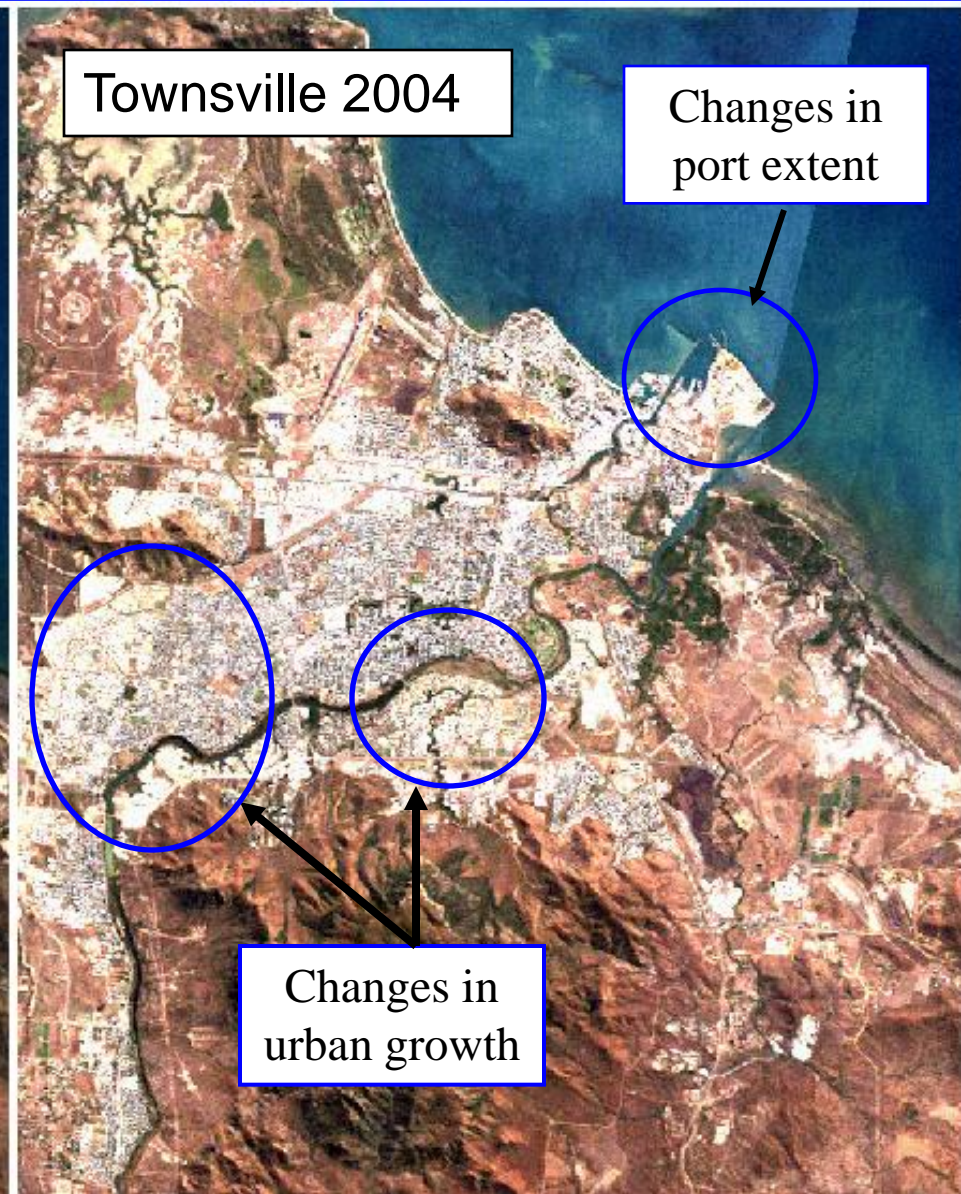 Townsville 2004
Changes in
port extent
Changes in
urban growth